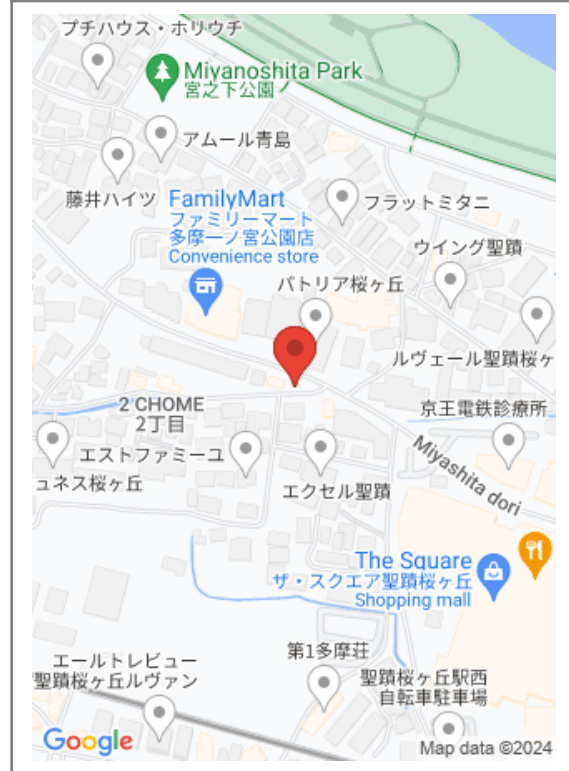 プチハウス・ホリウチ
Miyanoshita Park
宮之下公園
アムール青島
藤井ハイツ
FamilyMart
ファミリーマート
多摩一ノ宮公園店
Convenience store
フラットミタニ
ウイング聖蹟
パトリア桜ヶ丘
ルヴェール聖蹟桜ヶ
2 CHOME
2丁目
京王電鉄診療所
エストファミーユ
ュネス桜ヶ丘
エクセル聖蹟
Miyashita dori
The Square
ザ・スクエア聖蹟桜ヶ丘
Shopping mall
第1多摩荘
エールトレビュー
聖蹟桜ヶ丘ルヴァン
聖蹟桜ヶ丘駅西
自転車駐車場
Google
Map data ©2024